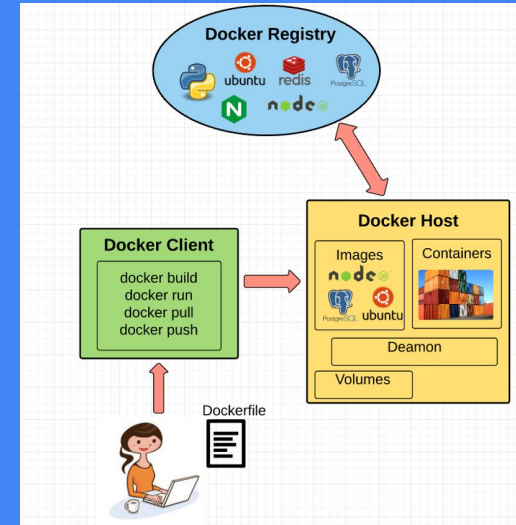 Docker Registry
ubuntu
redis
PostgreSQL
N
node
Docker Host
Images
Containers
node
PostgreSQL
ubuntu
Deamon
Volumes
Docker Client
docker build
docker run
docker pull
docker push
Dockerfile